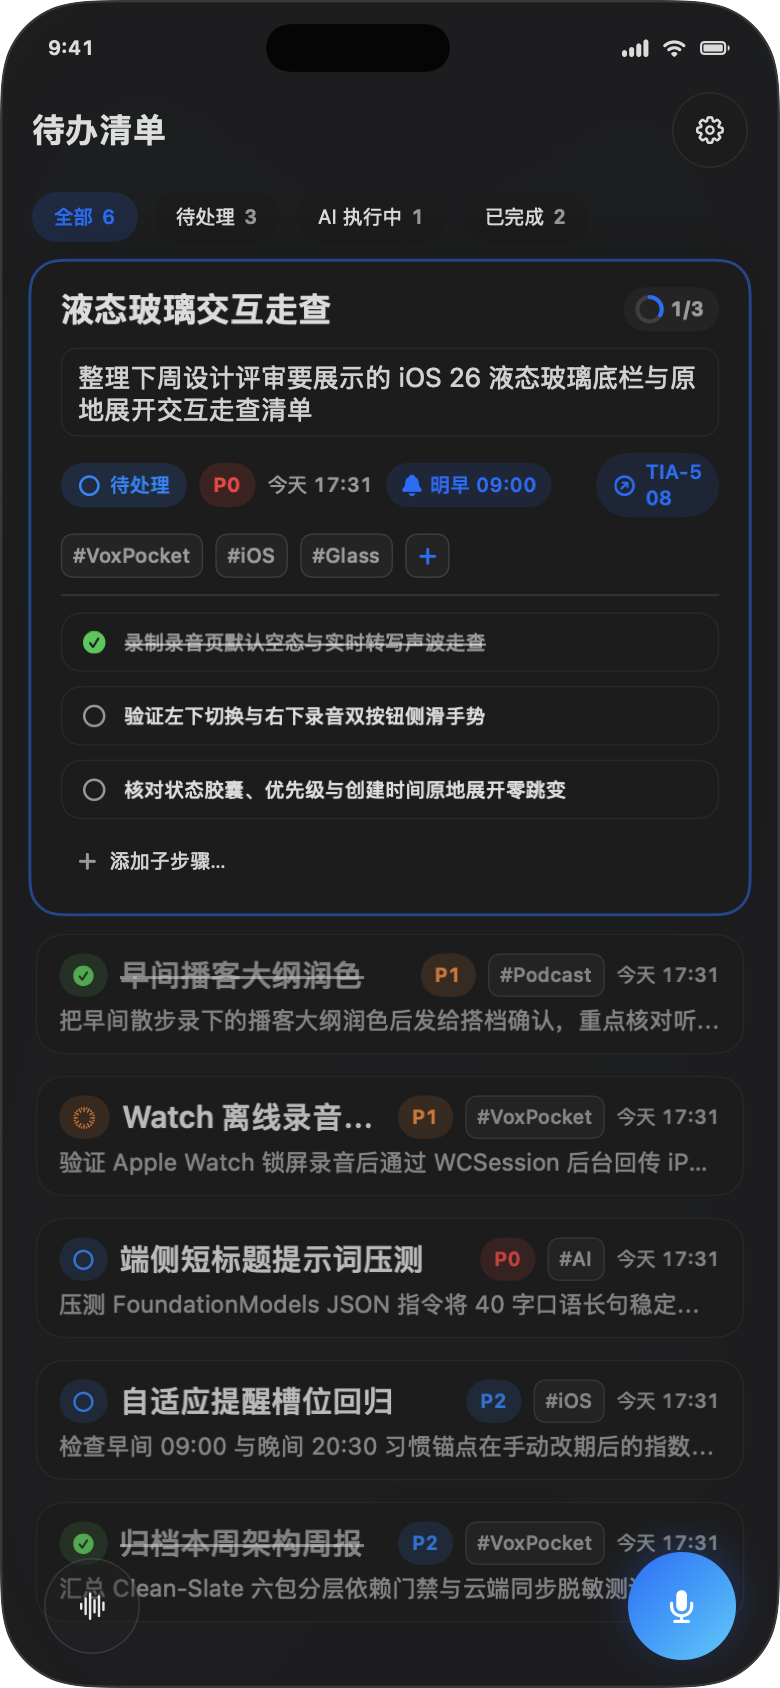 9:41
待办清单
全部 6 待处理 3 AI 执行中 1 已完成 2
液态玻璃交互走查 1/3
整理下周设计评审要展示的 iOS 26 液态玻璃底栏与原
地展开交互走查清单
待处理 P0 今天 17:31 明早 09:00 TIA-5
08
#VoxPocket #iOS #Glass +
录制录音页默认空态与实时转写声波走查
验证左下切换与右下录音双按钮侧滑手势
核对状态胶囊、优先级与创建时间原地展开零跳变
+ 添加子步骤...
早间播客大纲润色 P1 #Podcast 今天 17:31
把早间散步录下的播客大纲润色后发给搭档确认，重点核对听...
Watch 离线录音... P1 #VoxPocket 今天 17:31
验证 Apple Watch 锁屏录音后通过 WCSession 后台回传 iP...
端侧短标题提示词压测 P0 #AI 今天 17:31
压测 FoundationModels JSON 指令将 40 字口语长句稳定...
自适应提醒槽位回归 P2 #iOS 今天 17:31
检查早间 09:00 与晚间 20:30 习惯锚点在手动改期后的指数...
归档本周架构周报 P2 #VoxPocket 今天 17:31
汇总 Clean-Slate 六包分层依赖门禁与云端同步脱敏测